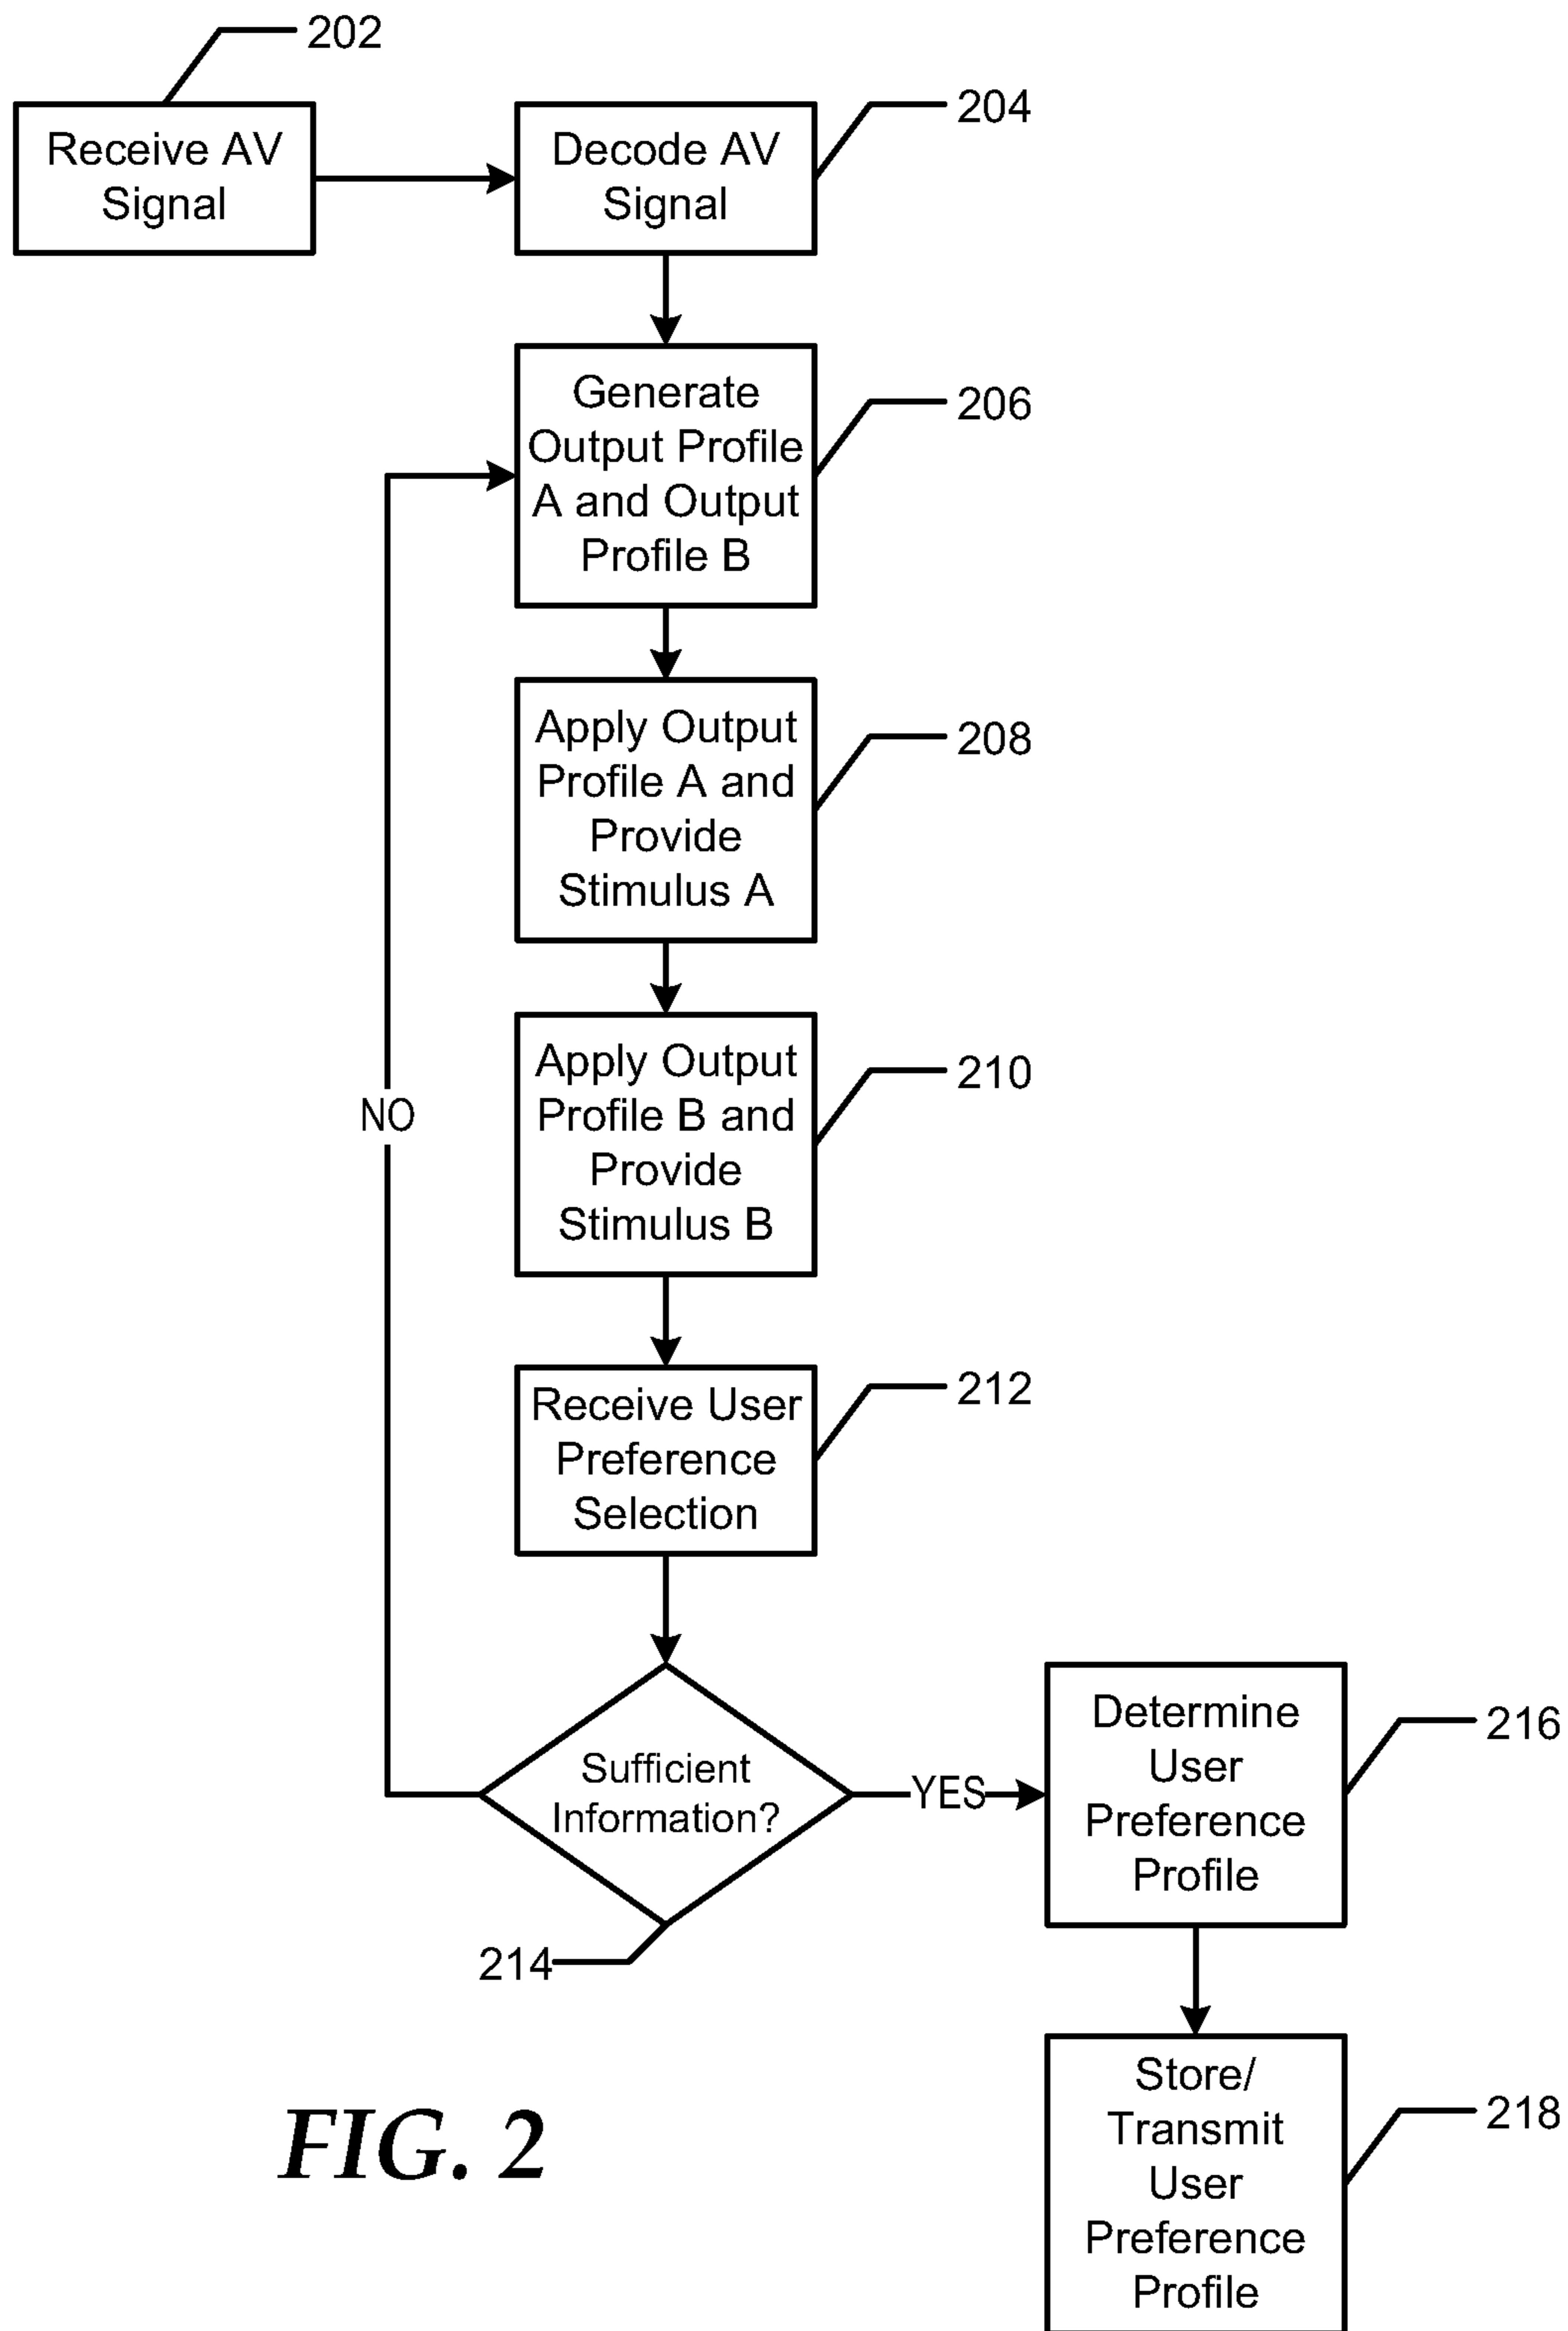 202
Receive AV
Signal
Decode AV
Signal
204
Generate
Output Profile
A and Output
Profile B
206
Apply Output
Profile A and
Provide
Stimulus A
208
Apply Output
Profile B and
Provide
Stimulus B
210
NO
Receive User
Preference
Selection
212
Sufficient
Information?
214
YES
Determine
User
Preference
Profile
216
Store/
Transmit
User
Preference
Profile
218
FIG. 2